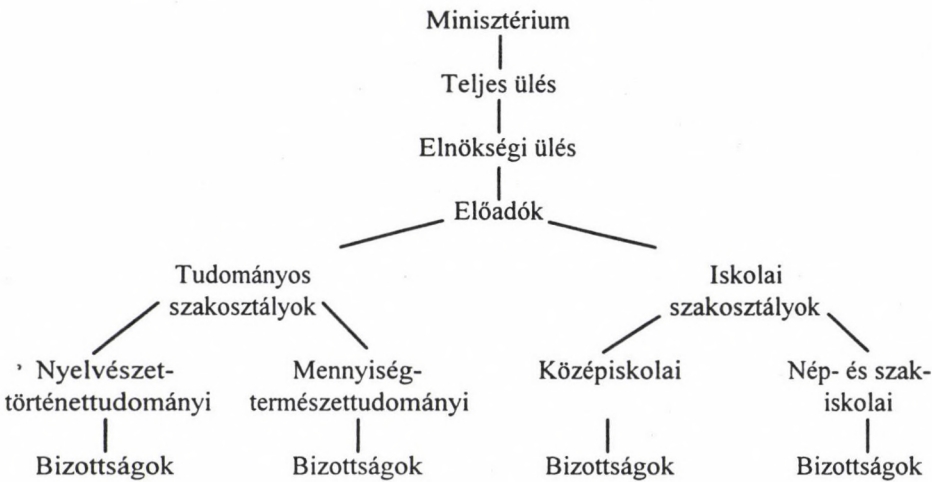 Minisztérium
Teljes ülés
Elnökségi ülés
Előadók
Tudományos
szakosztályok
Iskolai
szakosztályok
Nyelvészet-
történettudományi
Mennyiség-
természettudományi
Középiskolai
Nép- és szak-
iskolai
Bizottságok
Bizottságok
Bizottságok
Bizottságok